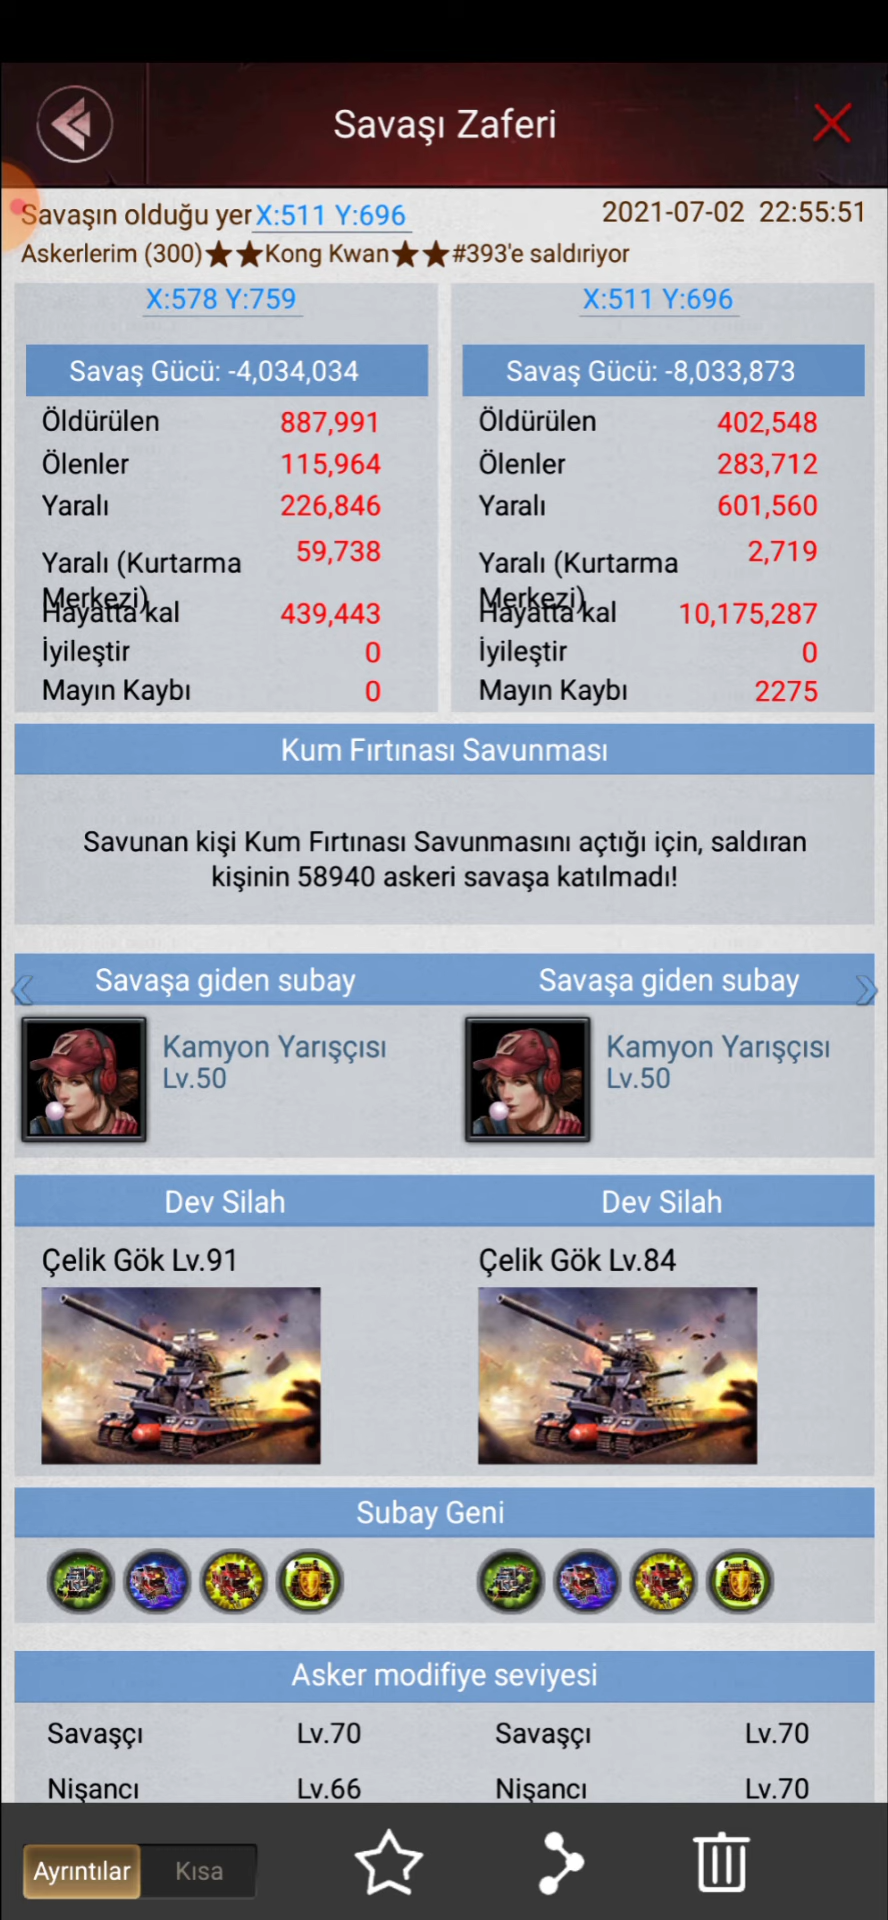 Savaşı Zaferi
Savaşın olduğu yer X:511 Y:696 2021-07-02 22:55:51
Askerlerim (300)★★Kong Kwan★★#393'e saldırıyor
X:578 Y:759 X:511 Y:696
Savaş Gücü: -4,034,034 Savaş Gücü: -8,033,873
Öldürülen 887,991 Öldürülen 402,548
Ölenler 115,964 Ölenler 283,712
Yaralı 226,846 Yaralı 601,560
Yaralı (Kurtarma 59,738 Yaralı (Kurtarma 2,719
Merkezi) Merkezi)
Hayatta kal 439,443 Hayatta kal 10,175,287
İyileştir 0 İyileştir 0
Mayın Kaybı 0 Mayın Kaybı 2275
Kum Fırtınası Savunması
Savunan kişi Kum Fırtınası Savunmasını açtığı için, saldıran
kişinin 58940 askeri savaşa katılmadı!
Savaşa giden subay Savaşa giden subay
Kamyon Yarışçısı Kamyon Yarışçısı
Lv.50 Lv.50
Dev Silah Dev Silah
Çelik Gök Lv.91 Çelik Gök Lv.84
Subay Geni
Asker modifiye seviyesi
Savaşçı Lv.70 Savaşçı Lv.70
Nişancı Lv.66 Nişancı Lv.70
Ayrıntılar Kısa